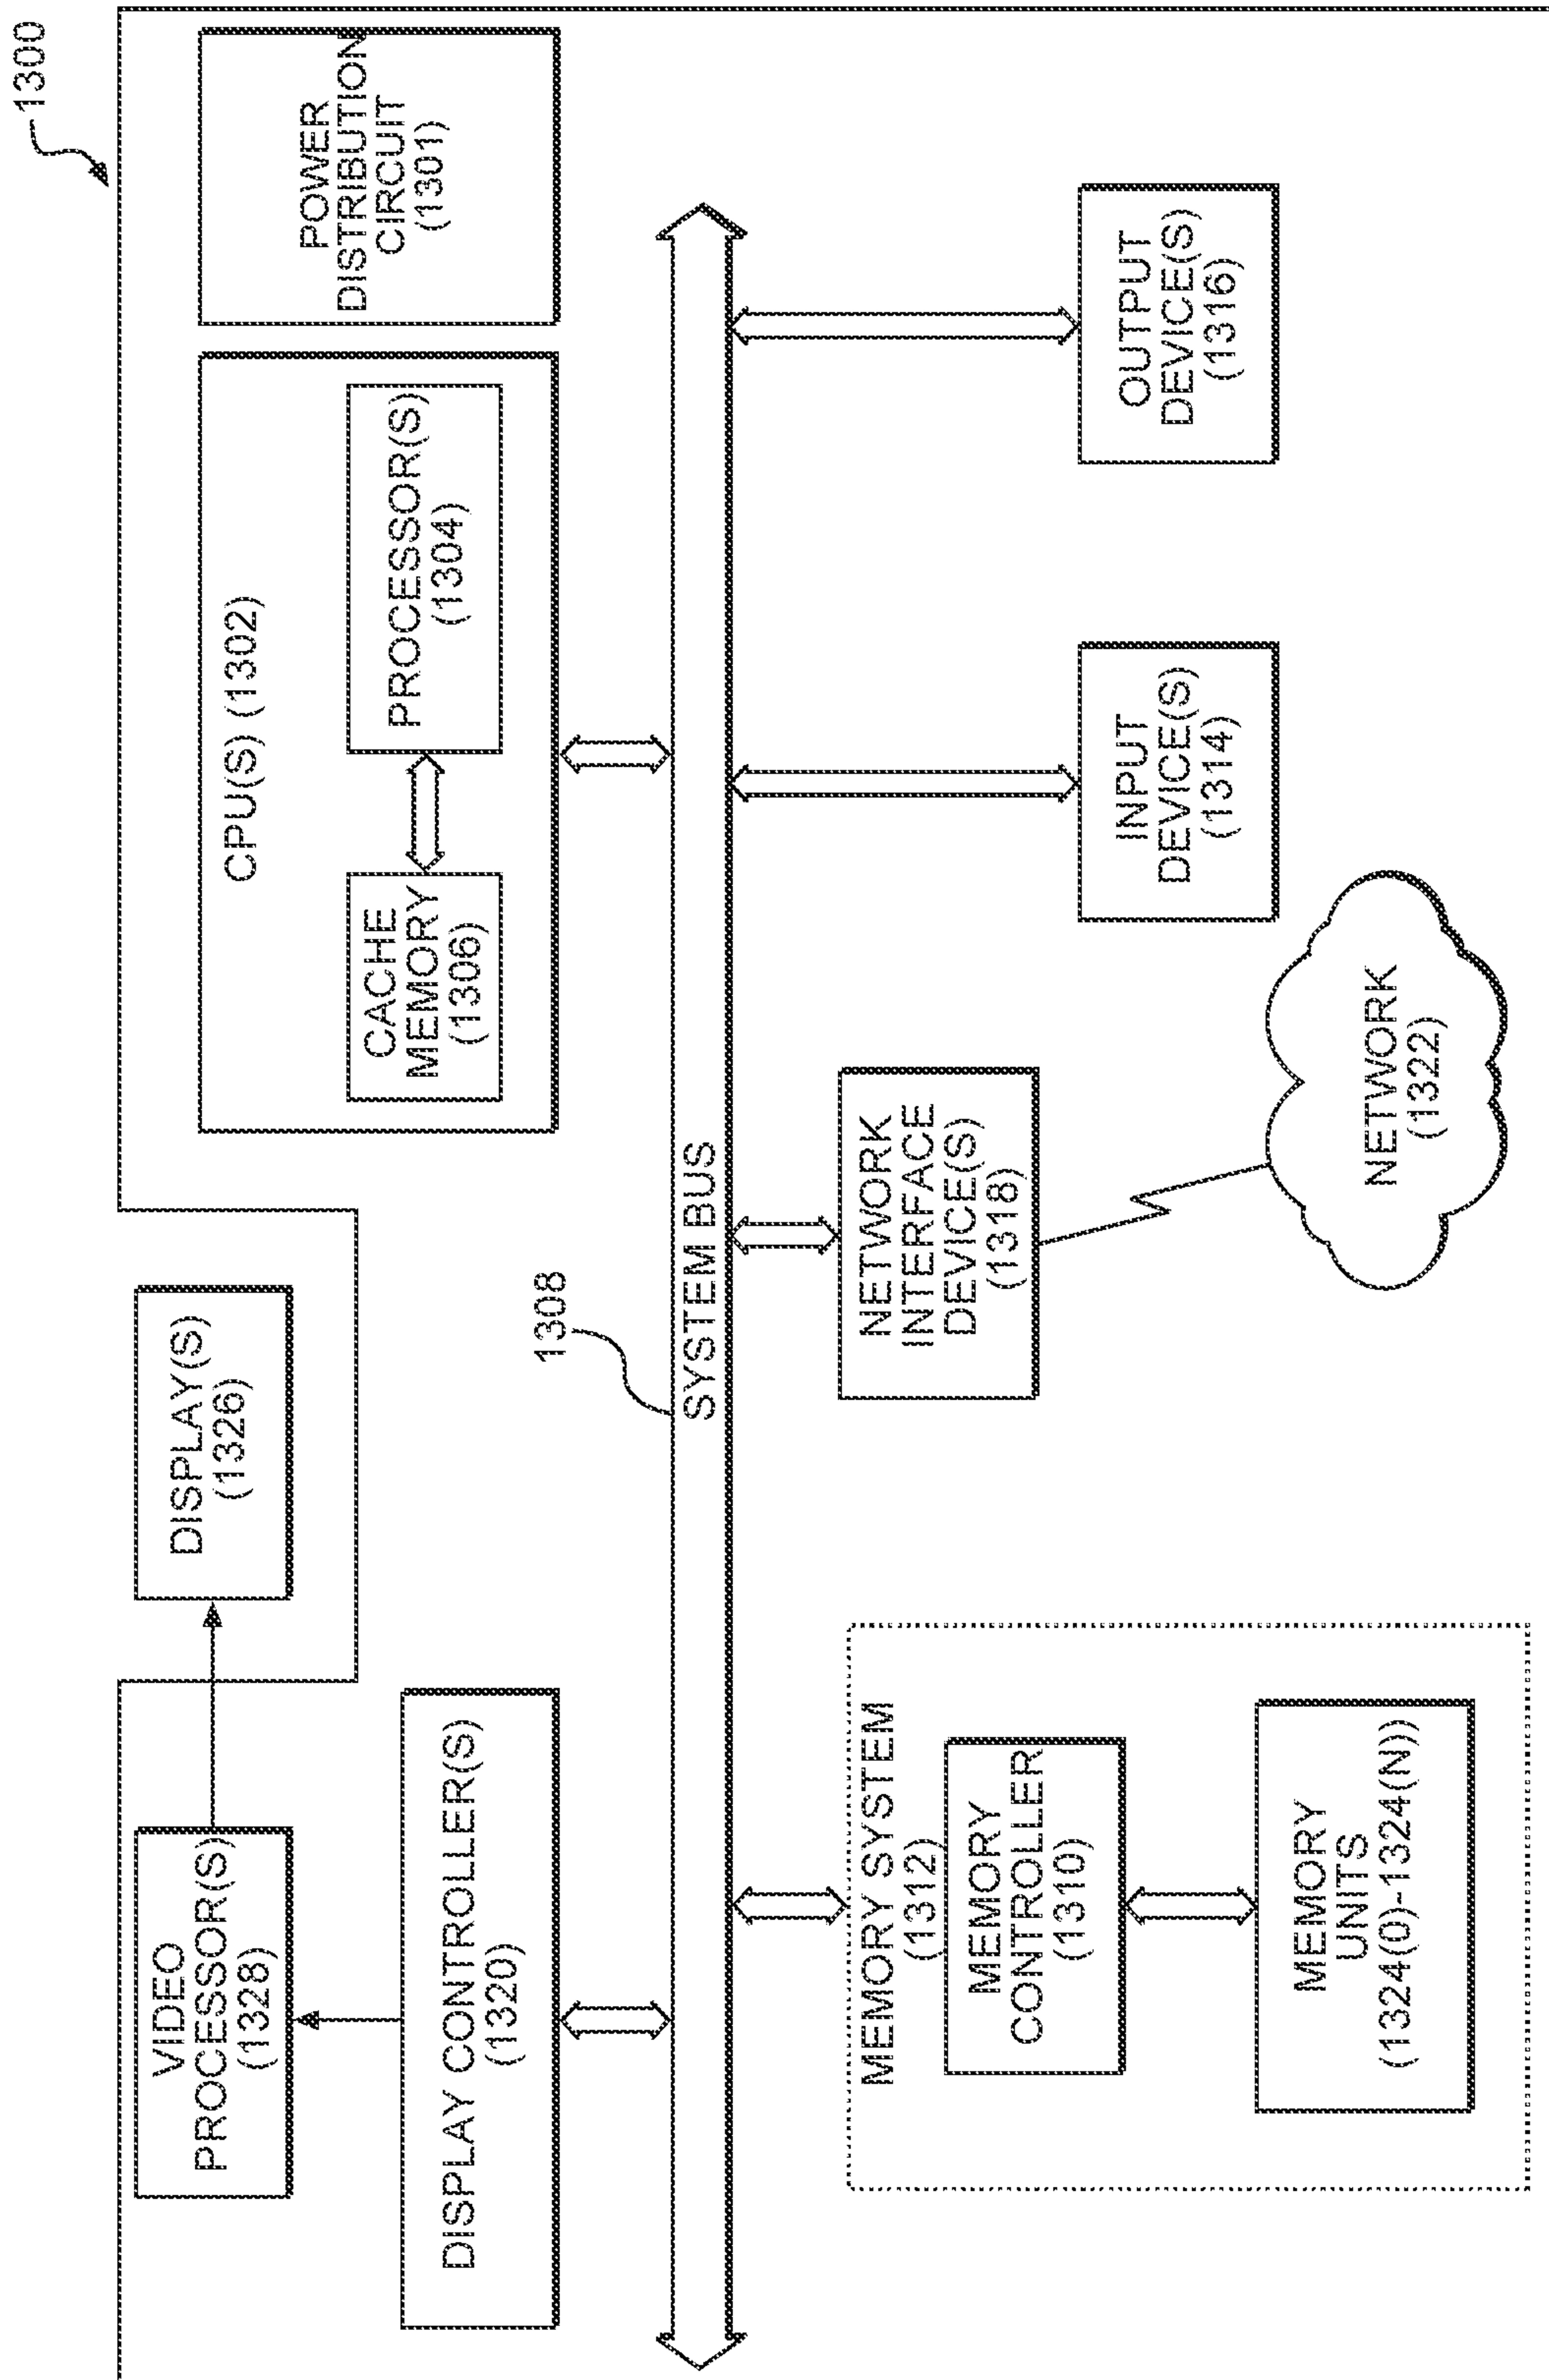 1300
VIDEO
PROCESSOR(S)
(1328)
DISPLAY(S)
(1326)
CPU(S) (1302)
CACHE
MEMORY
(1306)
PROCESSOR(S)
(1304)
POWER
DISTRIBUTION
CIRCUIT
(1301)
DISPLAY CONTROLLER(S)
(1320)
1308
SYSTEM BUS
MEMORY SYSTEM
(1312)
MEMORY
CONTROLLER
(1310)
MEMORY
UNITS
(1324(0)-1324(N))
NETWORK
INTERFACE
DEVICE(S)
(1318)
NETWORK
(1322)
INPUT
DEVICE(S)
(1314)
OUTPUT
DEVICE(S)
(1316)